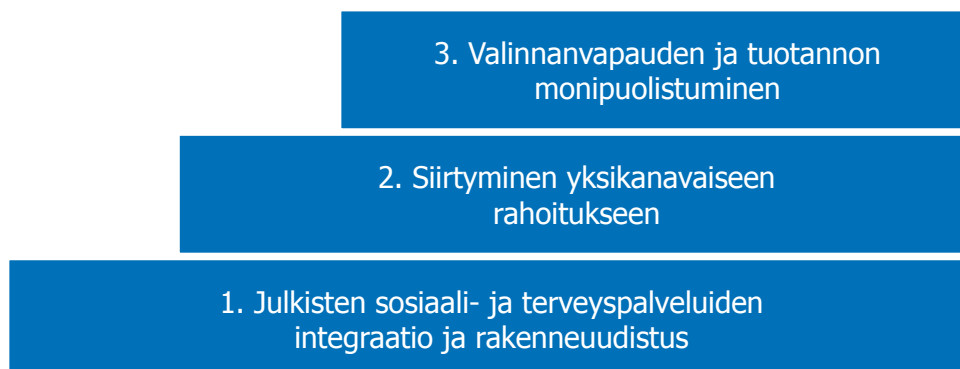 3. Valinnanvapauden ja tuotannon
monipuolistuminen
2. Siirtyminen yksikanavaiseen
rahoitukseen
1. Julkisten sosiaali- ja terveyspalveluiden
integraatio ja rakenneuudistus